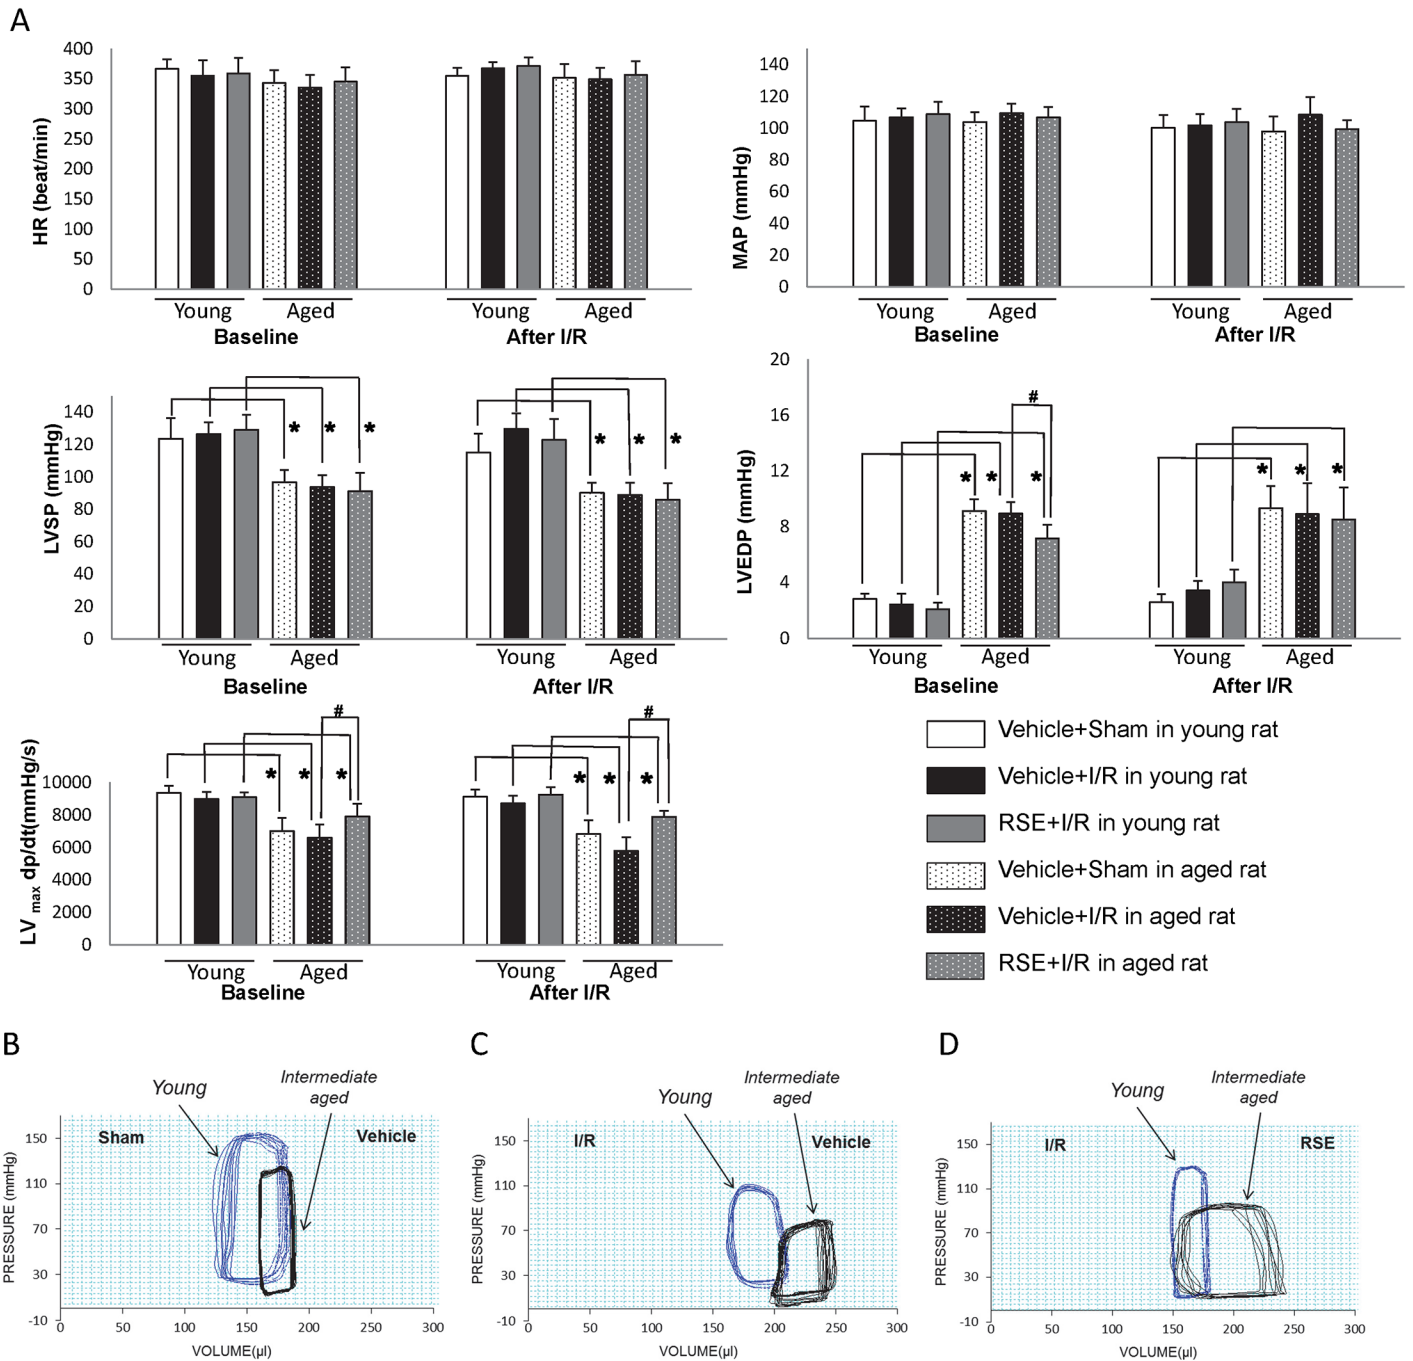 A
HR (beat/min)
400
350
300
250
200
150
100
50
0
Young
Aged
Baseline
Young
Aged
After I/R
MAP (mmHg)
140
120
100
80
60
40
20
0
Young
Aged
Baseline
Young
Aged
After I/R
LVSP (mmHg)
140
120
100
80
60
40
20
0
* * *
* * *
Young
Aged
Baseline
Young
Aged
After I/R
LVEDP (mmHg)
20
16
12
8
4
0
#
* * *
* * *
Young
Aged
Baseline
Young
Aged
After I/R
LV max dp/dt(mmHg/s)
10000
8000
6000
4000
2000
0
#
* * *
#
* * *
Young
Aged
Baseline
Young
Aged
After I/R
Vehicle+Sham in young rat
Vehicle+I/R in young rat
RSE+I/R in young rat
Vehicle+Sham in aged rat
Vehicle+I/R in aged rat
RSE+I/R in aged rat
B
Young
Intermediate
aged
Sham
Vehicle
PRESSURE (mmHg)
150
110
70
30
-10
0 50 100 150 200 250 300
VOLUME(µl)
C
Young
Intermediate
aged
I/R
Vehicle
PRESSURE (mmHg)
150
110
70
30
-10
0 50 100 150 200 250 300
VOLUME(µl)
D
Young
Intermediate
aged
I/R
RSE
PRESSURE (mmHg)
150
110
70
30
-10
0 50 100 150 200 250 300
VOLUME(µl)